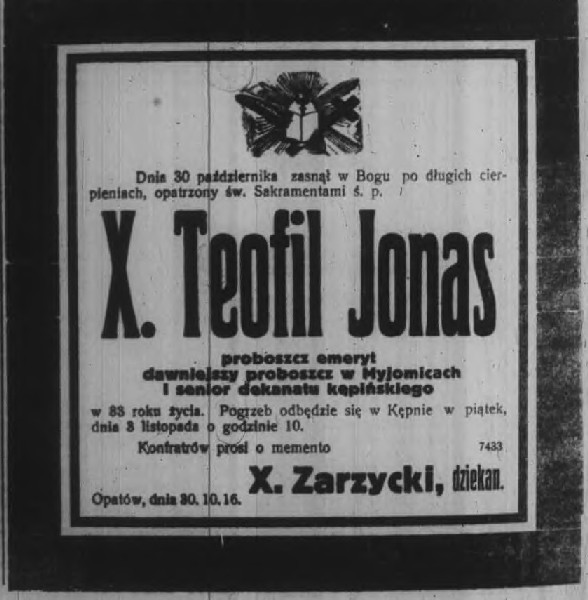 Dnia 30 października zasnął w Bogu po długich cier-
pieniach, opatrzony św. Sakramentami ś. p.
X. Teofil Jonas
proboszcz emeryt
dawniejszy proboszcz w Myjomicach
i senior dekanatu kępińskiego
w 83 roku życia. Pogrzeb odbędzie się w Kępnie w piątek,
dnia 3 listopada o godzinie 10.
Konfratrów prosi o memento 7433
X. Zarzycki, dziekan.
Opatów, dnia 30. 10. 16.